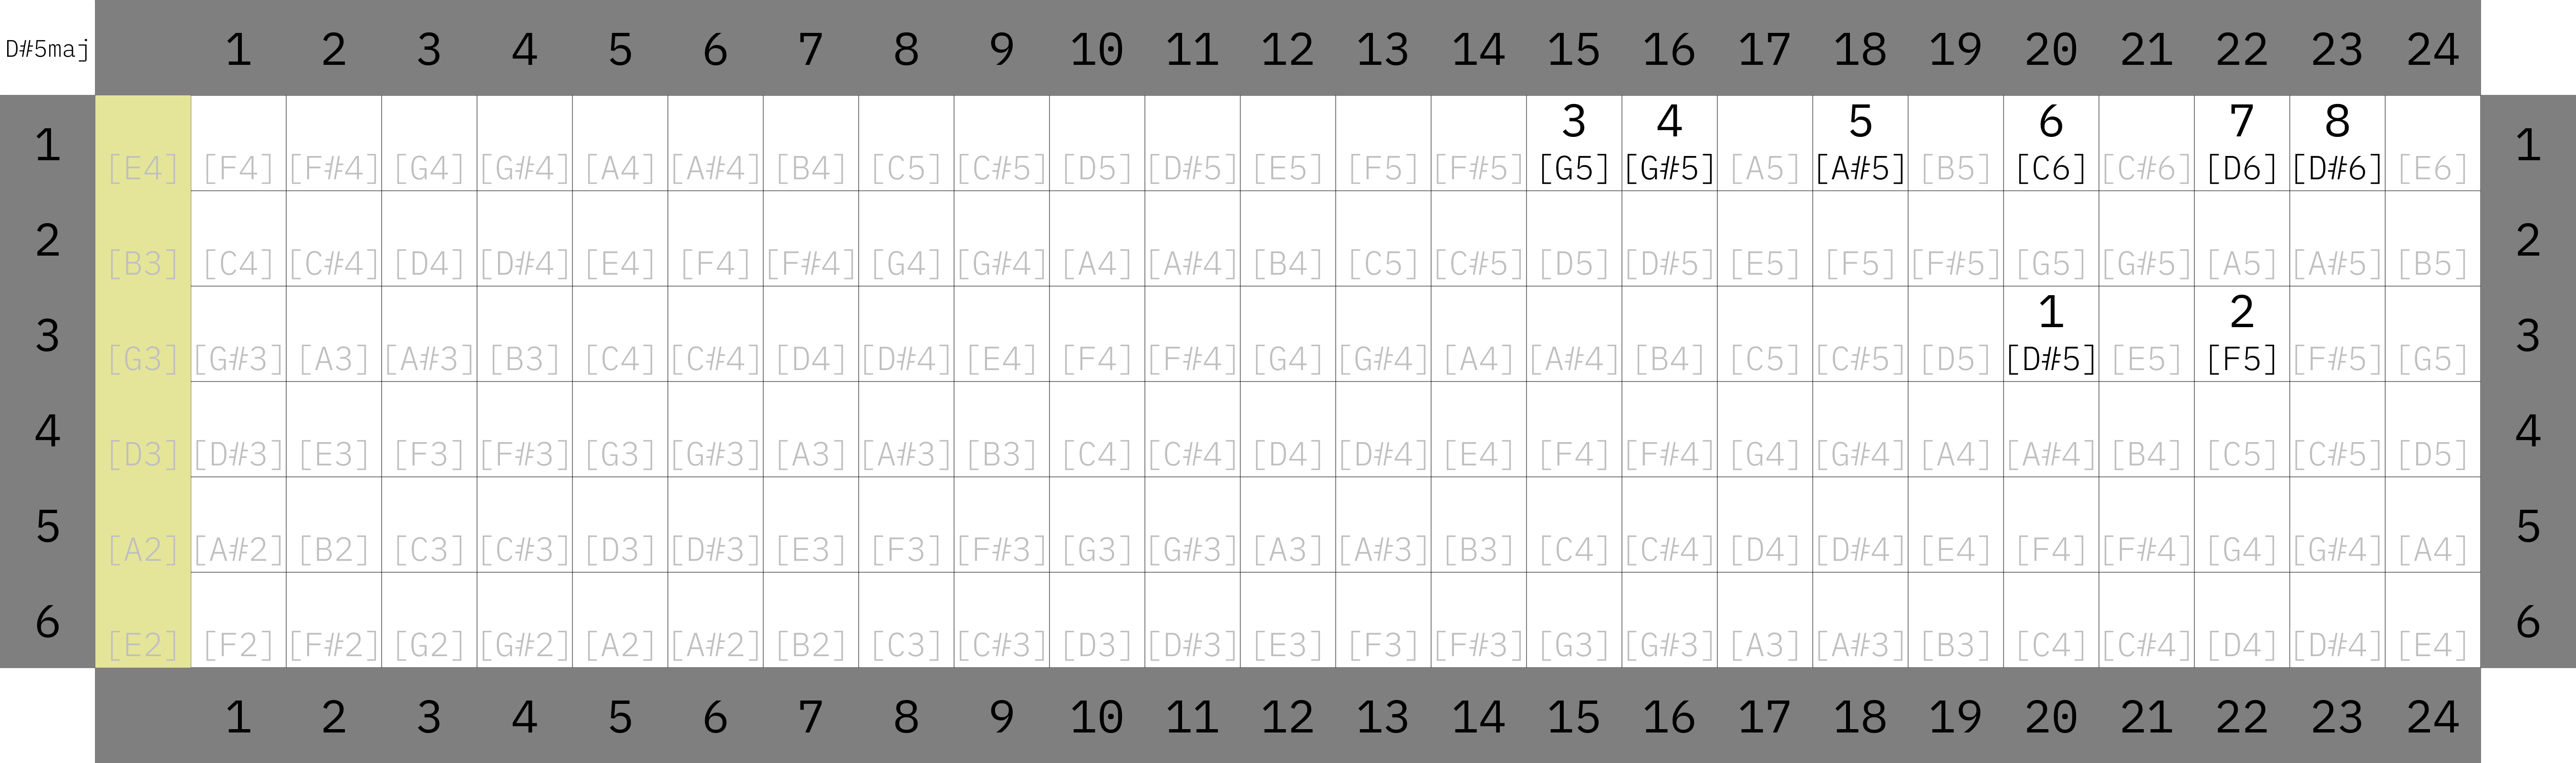 D#5maj 1 2 3 4 5 6 7 8 9 10 11 12 13 14 15 16 17 18 19 20 21 22 23 24
3 4 5 6 7 8
1 [E4] [F4] [F#4] [G4] [G#4] [A4] [A#4] [B4] [C5] [C#5] [D5] [D#5] [E5] [F5] [F#5] [G5] [G#5] [A5] [A#5] [B5] [C6] [C#6] [D6] [D#6] [E6] 1
2 [B3] [C4] [C#4] [D4] [D#4] [E4] [F4] [F#4] [G4] [G#4] [A4] [A#4] [B4] [C5] [C#5] [D5] [D#5] [E5] [F5] [F#5] [G5] [G#5] [A5] [A#5] [B5] 2
1 2
3 [G3] [G#3] [A3] [A#3] [B3] [C4] [C#4] [D4] [D#4] [E4] [F4] [F#4] [G4] [G#4] [A4] [A#4] [B4] [C5] [C#5] [D5] [D#5] [E5] [F5] [F#5] [G5] 3
4 [D3] [D#3] [E3] [F3] [F#3] [G3] [G#3] [A3] [A#3] [B3] [C4] [C#4] [D4] [D#4] [E4] [F4] [F#4] [G4] [G#4] [A4] [A#4] [B4] [C5] [C#5] [D5] 4
5 [A2] [A#2] [B2] [C3] [C#3] [D3] [D#3] [E3] [F3] [F#3] [G3] [G#3] [A3] [A#3] [B3] [C4] [C#4] [D4] [D#4] [E4] [F4] [F#4] [G4] [G#4] [A4] 5
6 [E2] [F2] [F#2] [G2] [G#2] [A2] [A#2] [B2] [C3] [C#3] [D3] [D#3] [E3] [F3] [F#3] [G3] [G#3] [A3] [A#3] [B3] [C4] [C#4] [D4] [D#4] [E4] 6
1 2 3 4 5 6 7 8 9 10 11 12 13 14 15 16 17 18 19 20 21 22 23 24